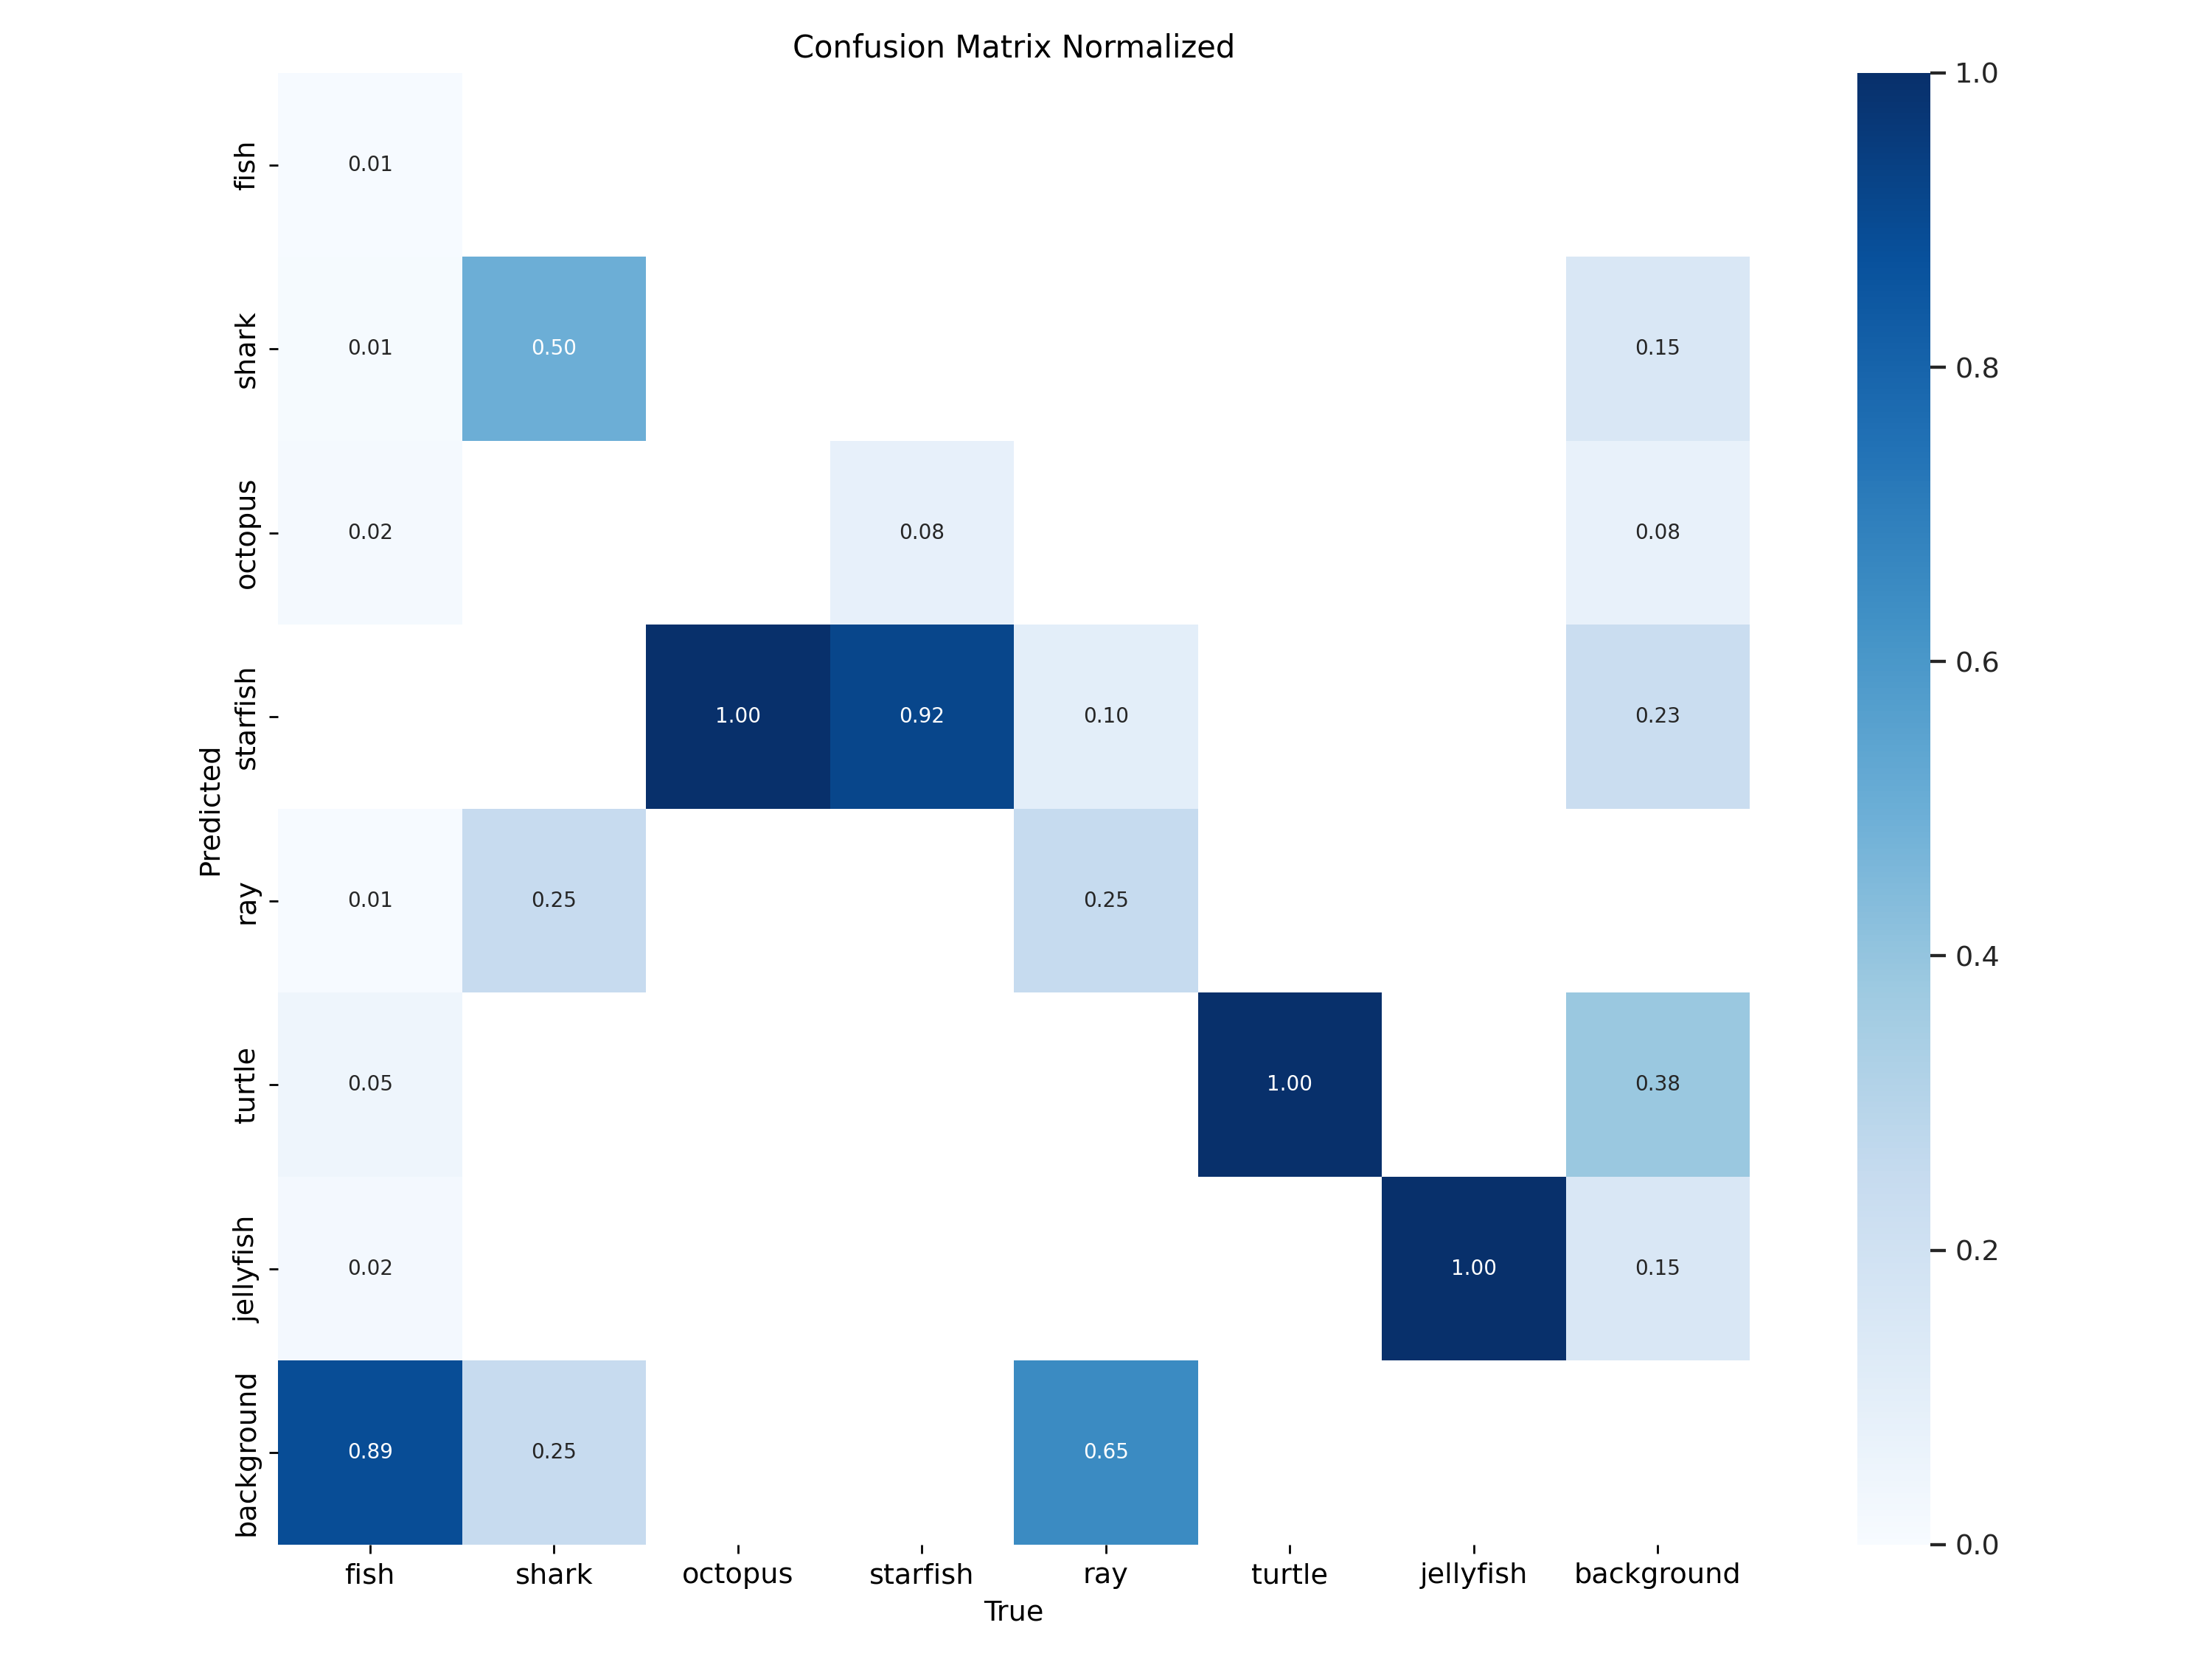 Confusion Matrix Normalized
1.0
fish
0.01
shark
0.01
0.50
0.15
0.8
octopus
0.02
0.08
0.08
0.6
starfish
1.00
0.92
0.10
0.23
Predicted
ray
0.01
0.25
0.25
0.4
turtle
0.05
1.00
0.38
jellyfish
0.02
1.00
0.15
0.2
background
0.89
0.25
0.65
0.0
fish
shark
octopus
starfish
ray
turtle
jellyfish
background
True